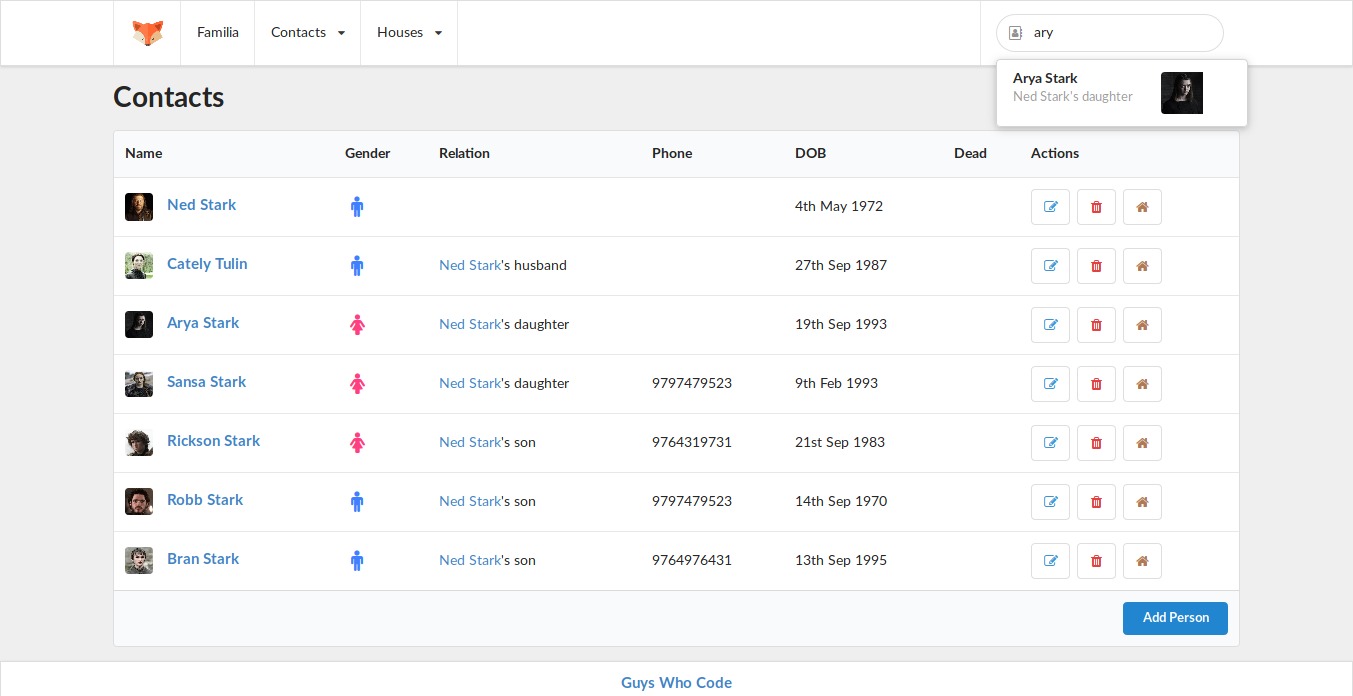 Familia Contacts Houses ary
Arya Stark
Ned Stark's daughter
Contacts
Name Gender Relation Phone DOB Dead Actions
Ned Stark 4th May 1972
Cately Tulin Ned Stark's husband 27th Sep 1987
Arya Stark Ned Stark's daughter 19th Sep 1993
Sansa Stark Ned Stark's daughter 9797479523 9th Feb 1993
Rickson Stark Ned Stark's son 9764319731 21st Sep 1983
Robb Stark Ned Stark's son 9797479523 14th Sep 1970
Bran Stark Ned Stark's son 9764976431 13th Sep 1995
Add Person
Guys Who Code